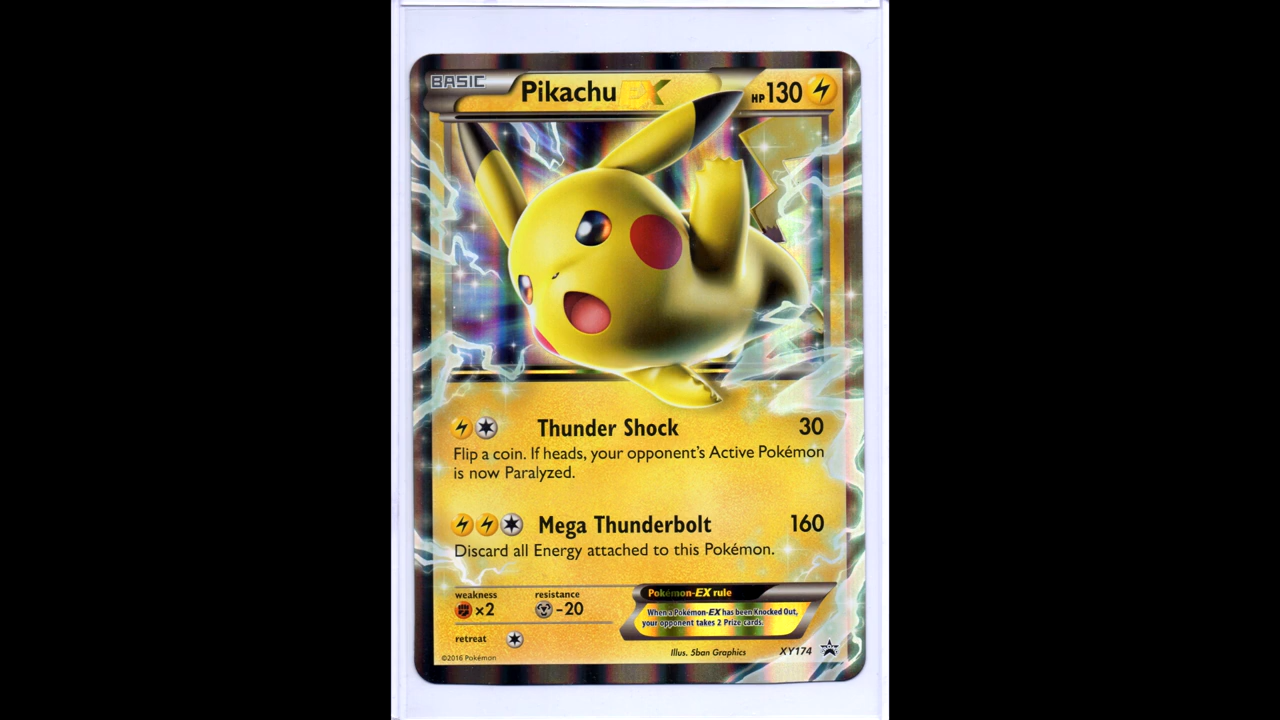 BASIC
Pikachu EX
HP 130
Thunder Shock 30
Flip a coin. If heads, your opponent's Active Pokémon
is now Paralyzed.
Mega Thunderbolt 160
Discard all Energy attached to this Pokémon.
weakness
×2
resistance
-20
retreat
Pokémon-EX rule
When a Pokémon-EX has been Knocked Out,
your opponent takes 2 Prize cards.
Illus. 5ban Graphics
XY174
©2016 Pokémon